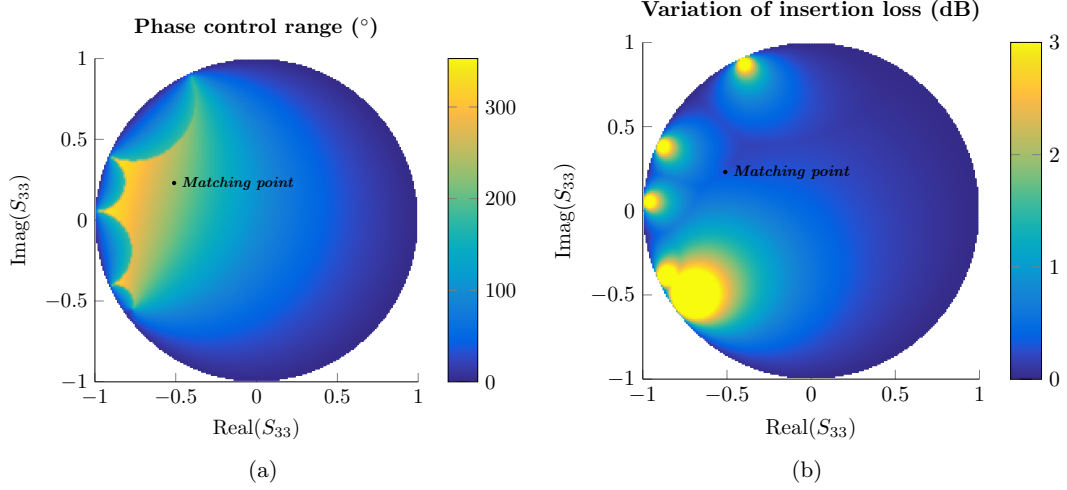 Phase control range (°)
1
0.5
0
−0.5
−1
−1
−0.5
0
0.5
1
Imag(S33)
Real(S33)
Matching point
300
200
100
0
(a)
Variation of insertion loss (dB)
1
0.5
0
−0.5
−1
−1
−0.5
0
0.5
1
Imag(S33)
Real(S33)
Matching point
3
2
1
0
(b)